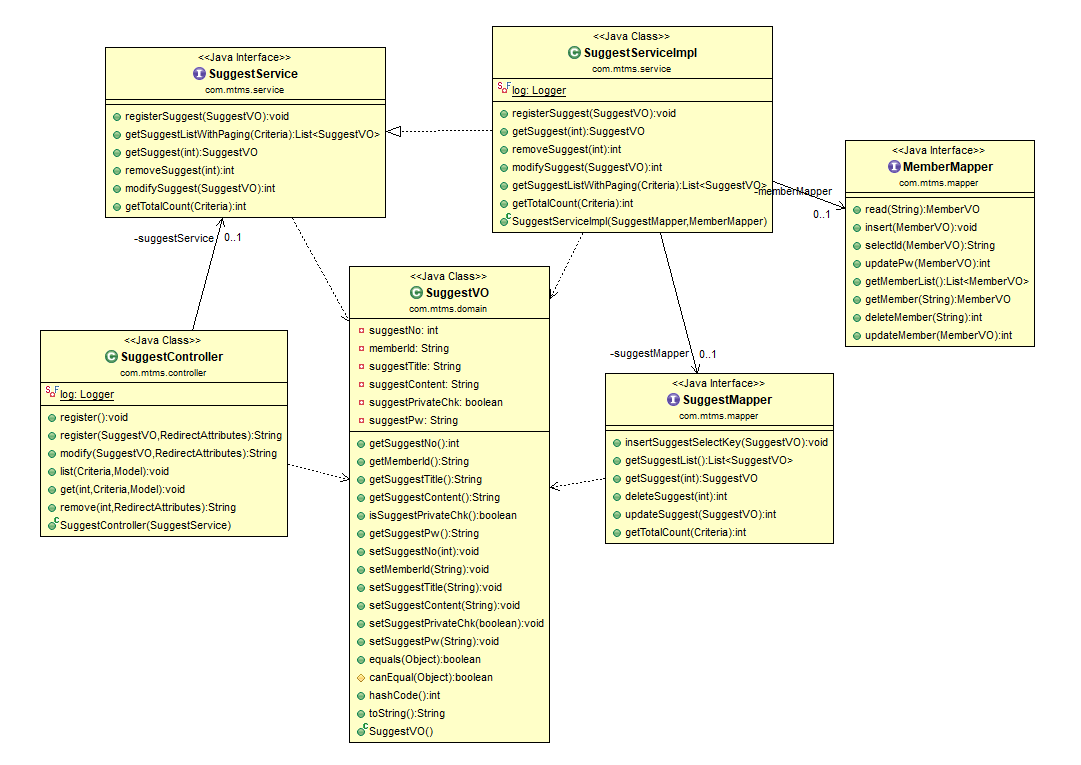 <<Java Interface>>
SuggestService
com.mtms.service
registerSuggest(SuggestVO):void
getSuggestListWithPaging(Criteria):List<SuggestVO>
getSuggest(int):SuggestVO
removeSuggest(int):int
modifySuggest(SuggestVO):int
getTotalCount(Criteria):int
<<Java Class>>
SuggestServiceImpl
com.mtms.service
log: Logger
registerSuggest(SuggestVO):void
getSuggest(int):SuggestVO
removeSuggest(int):int
modifySuggest(SuggestVO):int
getSuggestListWithPaging(Criteria):List<SuggestVO>
getTotalCount(Criteria):int
SuggestServiceImpl(SuggestMapper,MemberMapper)
-memberMapper
0..1
<<Java Interface>>
MemberMapper
com.mtms.mapper
read(String):MemberVO
insert(MemberVO):void
selectId(MemberVO):String
updatePw(MemberVO):int
getMemberList():List<MemberVO>
getMember(String):MemberVO
deleteMember(String):int
updateMember(MemberVO):int
-suggestService
0..1
<<Java Class>>
SuggestController
com.mtms.controller
log: Logger
register():void
register(SuggestVO,RedirectAttributes):String
modify(SuggestVO,RedirectAttributes):String
list(Criteria,Model):void
get(int,Criteria,Model):void
remove(int,RedirectAttributes):String
SuggestController(SuggestService)
<<Java Class>>
SuggestVO
com.mtms.domain
suggestNo: int
memberId: String
suggestTitle: String
suggestContent: String
suggestPrivateChk: boolean
suggestPw: String
getSuggestNo():int
getMemberId():String
getSuggestTitle():String
getSuggestContent():String
isSuggestPrivateChk():boolean
getSuggestPw():String
setSuggestNo(int):void
setMemberId(String):void
setSuggestTitle(String):void
setSuggestContent(String):void
setSuggestPrivateChk(boolean):void
setSuggestPw(String):void
equals(Object):boolean
canEqual(Object):boolean
hashCode():int
toString():String
SuggestVO()
-suggestMapper
0..1
<<Java Interface>>
SuggestMapper
com.mtms.mapper
insertSuggestSelectKey(SuggestVO):void
getSuggestList():List<SuggestVO>
getSuggest(int):SuggestVO
deleteSuggest(int):int
updateSuggest(SuggestVO):int
getTotalCount(Criteria):int